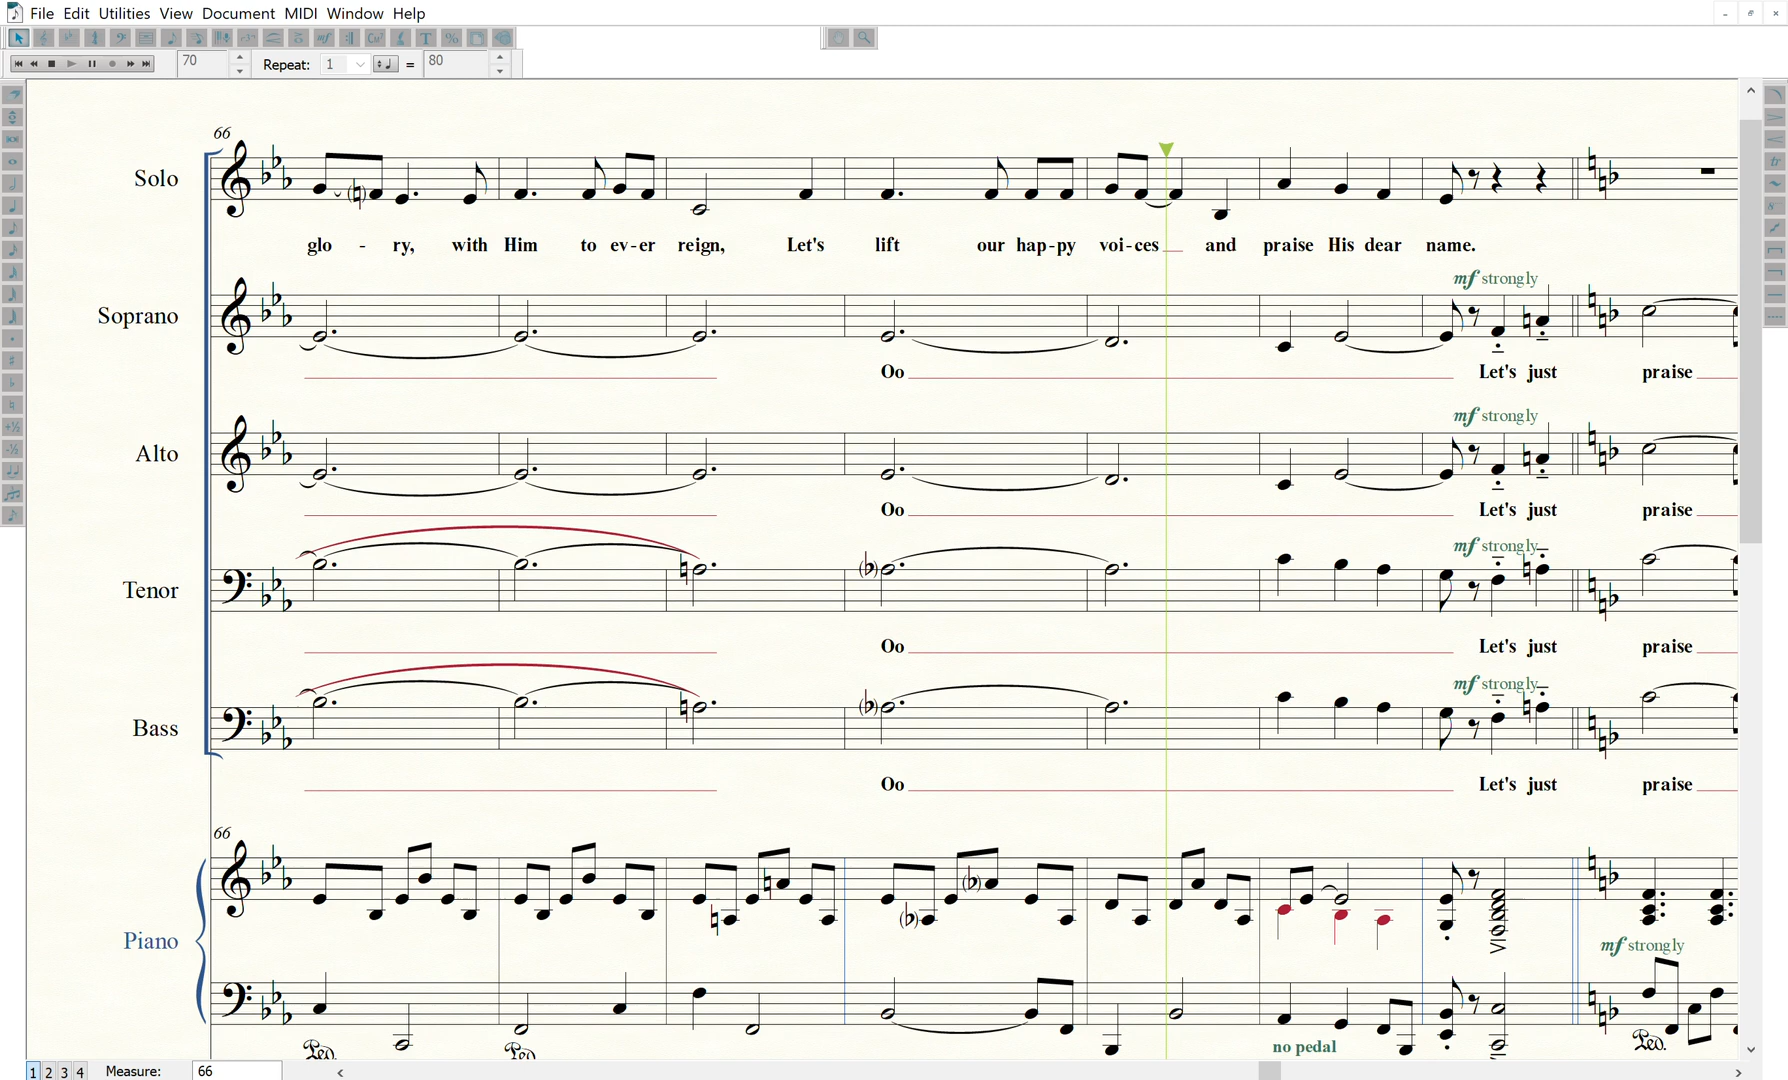 File Edit Utilities View Document MIDI Window Help
70 Repeat: 1 = 80
66
Solo
glo - ry, with Him to ev-er reign, Let's lift our hap-py voi-ces and praise His dear name.
mf strongly
Soprano
Oo Let's just praise
mf strongly
Alto
Oo Let's just praise
mf strongly
Tenor
Oo Let's just praise
mf strongly
Bass
Oo Let's just praise
66
Piano
mf strongly
no pedal
Ped. Ped. Ped.
1 2 3 4 Measure: 66